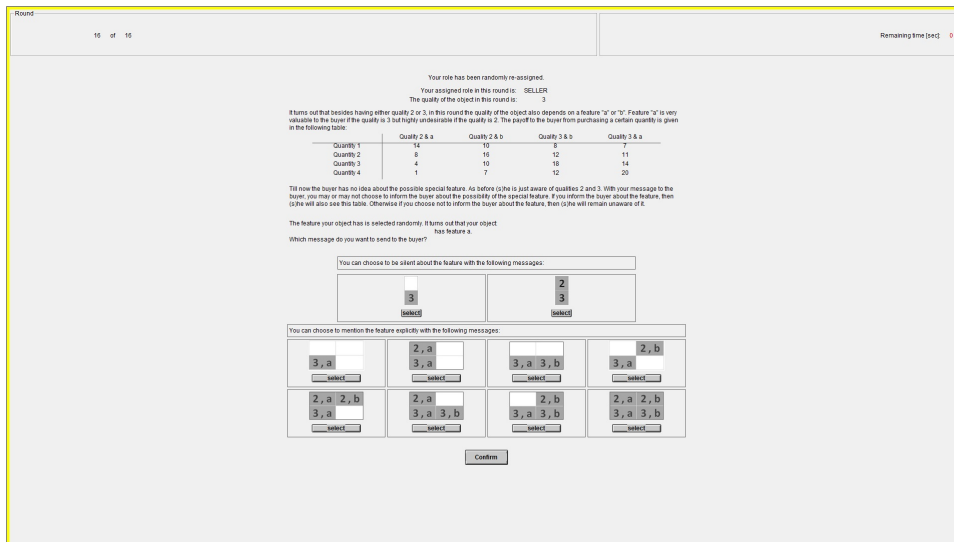 Round
16 of 16
Remaining time [sec]: 0
Your role has been randomly re-assigned.
Your assigned role in this round is: SELLER
The quality of the object in this round is: 3
It turns out that besides having either quality 2 or 3, in this round the quality of the object also depends on a feature "a" or "b". Feature "a" is very
valuable to the buyer if the quality is 3 but highly undesirable if the quality is 2. The payoff to the buyer from purchasing a certain quantity is given
in the following table:
Quality 2 & a Quality 2 & b Quality 3 & b Quality 3 & a
Quantity 1 14 10 8 7
Quantity 2 8 16 12 11
Quantity 3 4 10 18 14
Quantity 4 1 7 12 20
Till now the buyer has no idea about the possible special feature. As before (s)he is just aware of qualities 2 and 3. With your message to the
buyer, you may or may not choose to inform the buyer about the possibility of the special feature. If you inform the buyer about the feature, then
(s)he will also see this table. Otherwise if you choose not to inform the buyer about the feature, then (s)he will remain unaware of it.
The feature your object has is selected randomly. It turns out that your object
has feature a.
Which message do you want to send to the buyer?
You can choose to be silent about the feature with the following messages:
2
3 3
select select
You can choose to mention the feature explicitly with the following messages:
2,a 2,b
3,a 3,a 3,a 3,b 3,a
select select select select
2,a 2,b 2,a 2,b 2,a 2,b
3,a 3,a 3,b 3,a 3,b 3,a 3,b
select select select select
Confirm